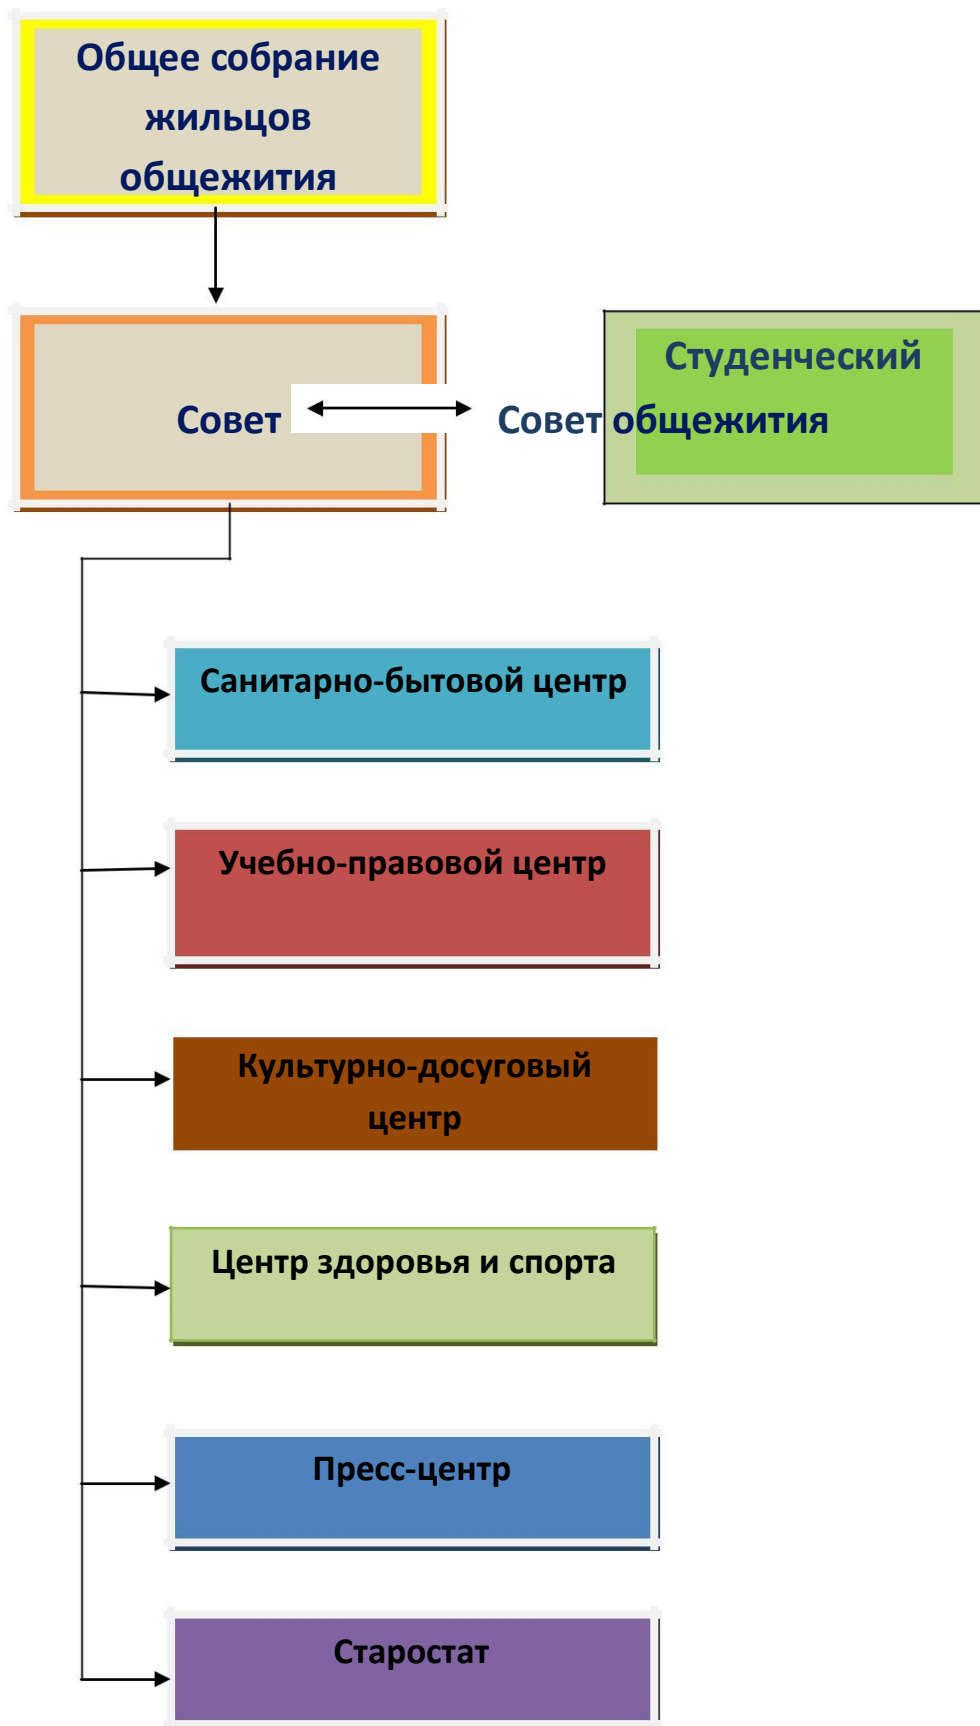 Общее собрание
жильцов
общежития
Студенческий
Совет Совет общежития
Санитарно-бытовой центр
Учебно-правовой центр
Культурно-досуговый
центр
Центр здоровья и спорта
Пресс-центр
Старостат